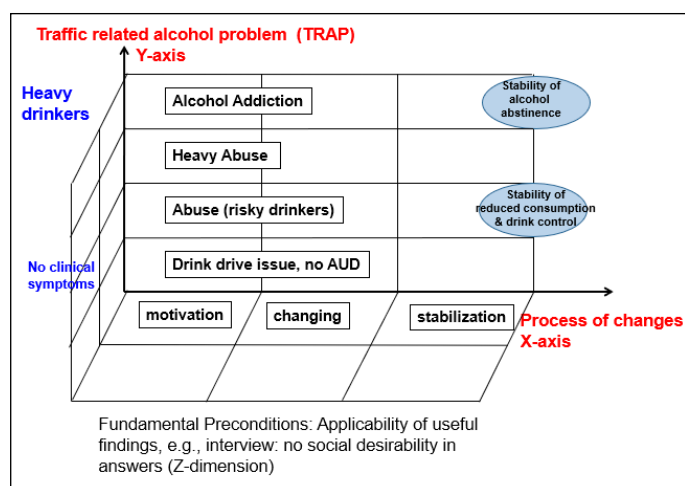 Traffic related alcohol problem (TRAP)
Y-axis
Heavy
drinkers
Alcohol Addiction
Stability of
alcohol
abstinence
Heavy Abuse
Abuse (risky drinkers)
Stability of
reduced consumption
& drink control
No clinical
symptoms
Drink drive issue, no AUD
motivation
changing
stabilization
Process of changes
X-axis
Fundamental Preconditions: Applicability of useful
findings, e.g., interview: no social desirability in
answers (Z-dimension)